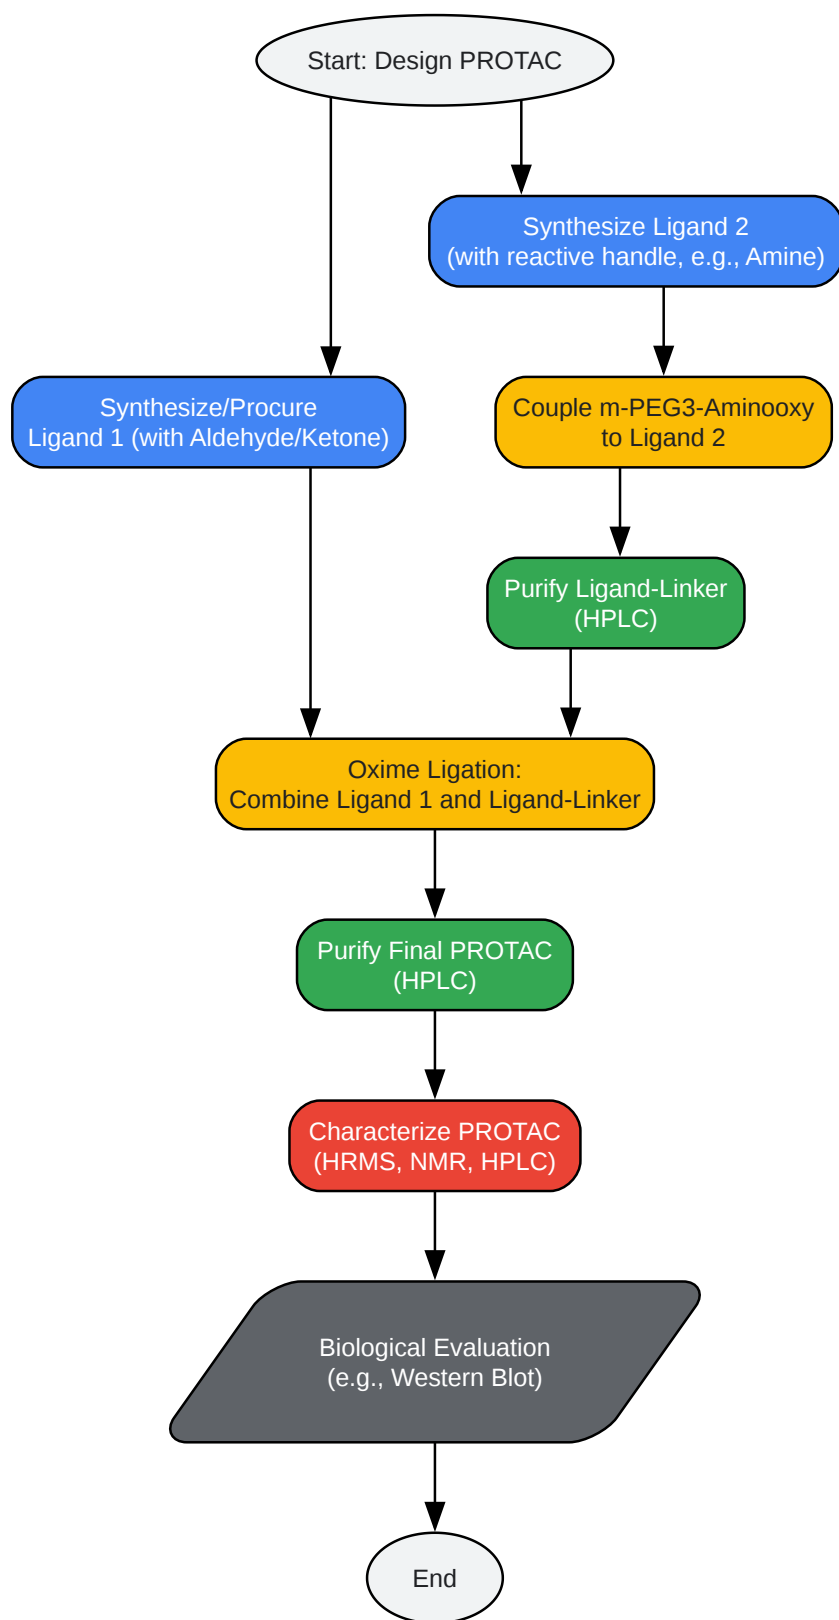 Start: Design PROTAC
Synthesize Ligand 2
(with reactive handle, e.g., Amine)
Synthesize/Procure
Ligand 1 (with Aldehyde/Ketone)
Couple m-PEG3-Aminooxy
to Ligand 2
Purify Ligand-Linker
(HPLC)
Oxime Ligation:
Combine Ligand 1 and Ligand-Linker
Purify Final PROTAC
(HPLC)
Characterize PROTAC
(HRMS, NMR, HPLC)
Biological Evaluation
(e.g., Western Blot)
End